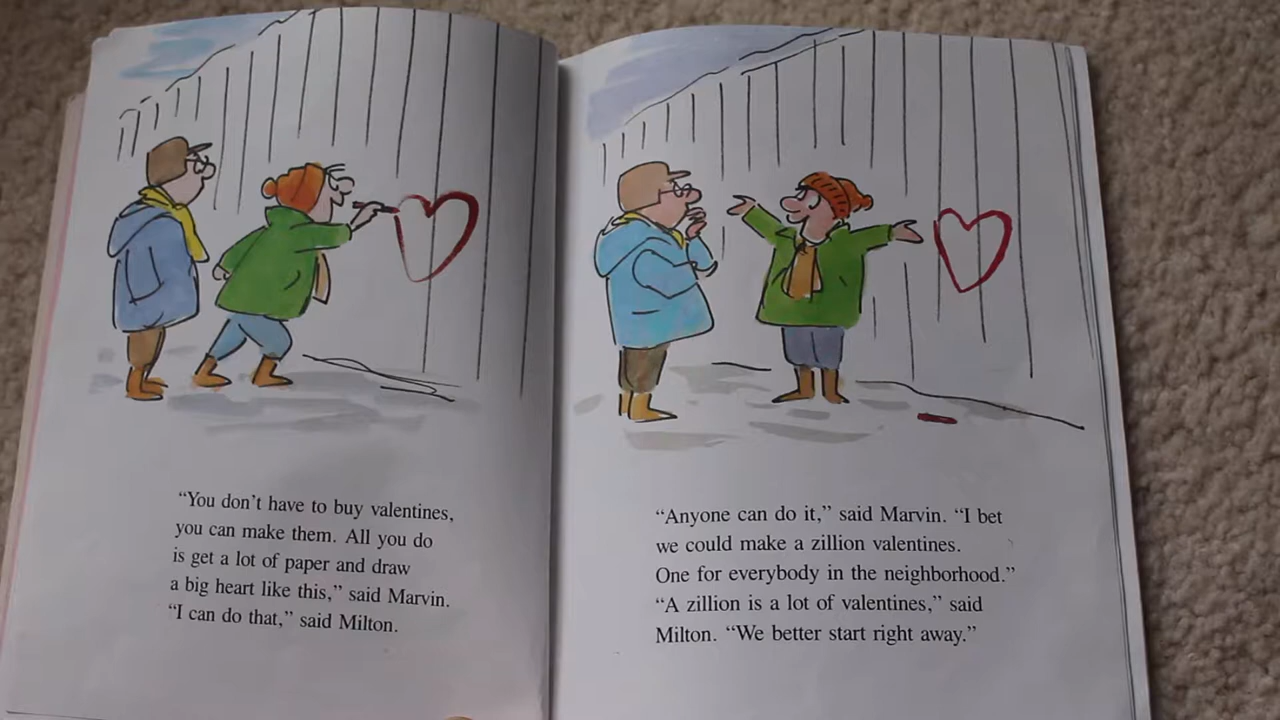 “You don’t have to buy valentines,
you can make them. All you do
is get a lot of paper and draw
a big heart like this,” said Marvin.
“I can do that,” said Milton.
“Anyone can do it,” said Marvin. “I bet
we could make a zillion valentines.
One for everybody in the neighborhood.”
“A zillion is a lot of valentines,” said
Milton. “We better start right away.”